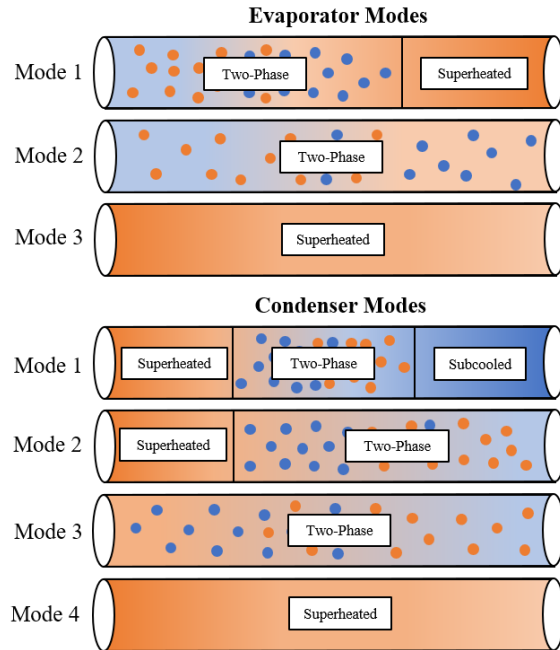 Evaporator Modes
Mode 1
Two-Phase
Superheated
Mode 2
Two-Phase
Mode 3
Superheated
Condenser Modes
Mode 1
Superheated
Two-Phase
Subcooled
Mode 2
Superheated
Two-Phase
Mode 3
Two-Phase
Mode 4
Superheated